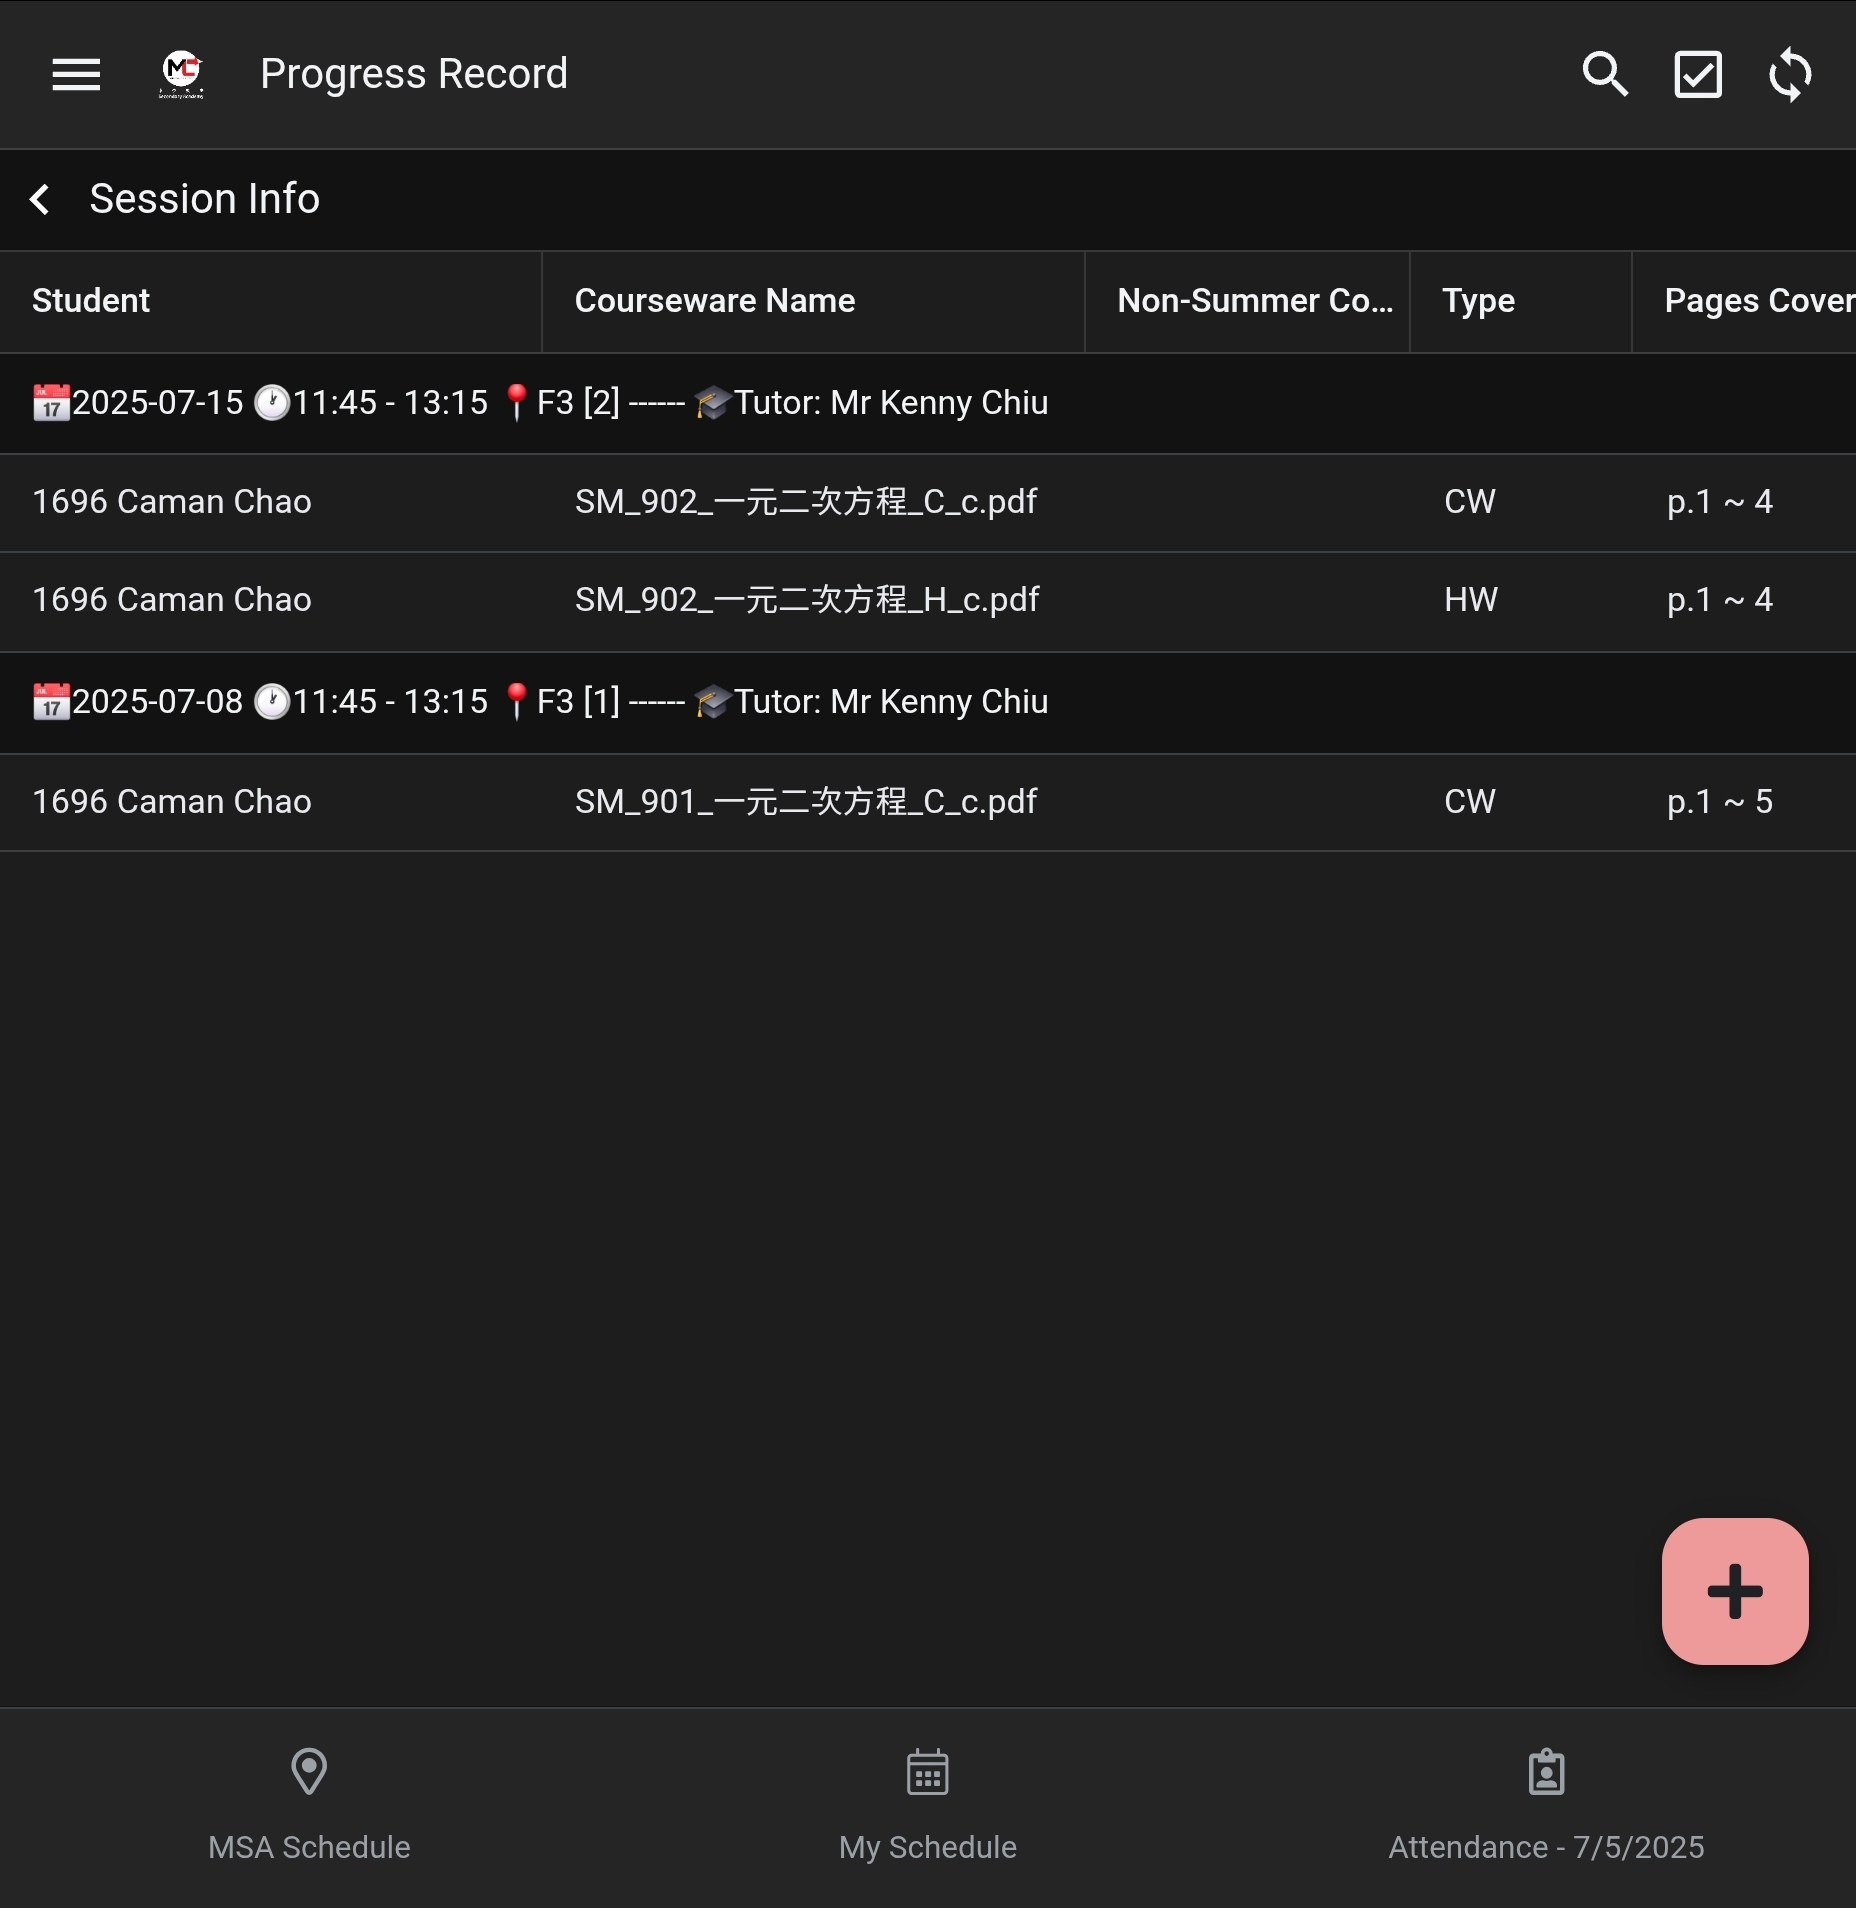 MC
Progress Record
Session Info
Student Courseware Name Non-Summer Co... Type Pages Cover
2025-07-15 11:45 - 13:15 F3 [2] ------ Tutor: Mr Kenny Chiu
1696 Caman Chao SM_902_一元二次方程_C_c.pdf CW p.1 ~ 4
1696 Caman Chao SM_902_一元二次方程_H_c.pdf HW p.1 ~ 4
2025-07-08 11:45 - 13:15 F3 [1] ------ Tutor: Mr Kenny Chiu
1696 Caman Chao SM_901_一元二次方程_C_c.pdf CW p.1 ~ 5
MSA Schedule My Schedule Attendance - 7/5/2025